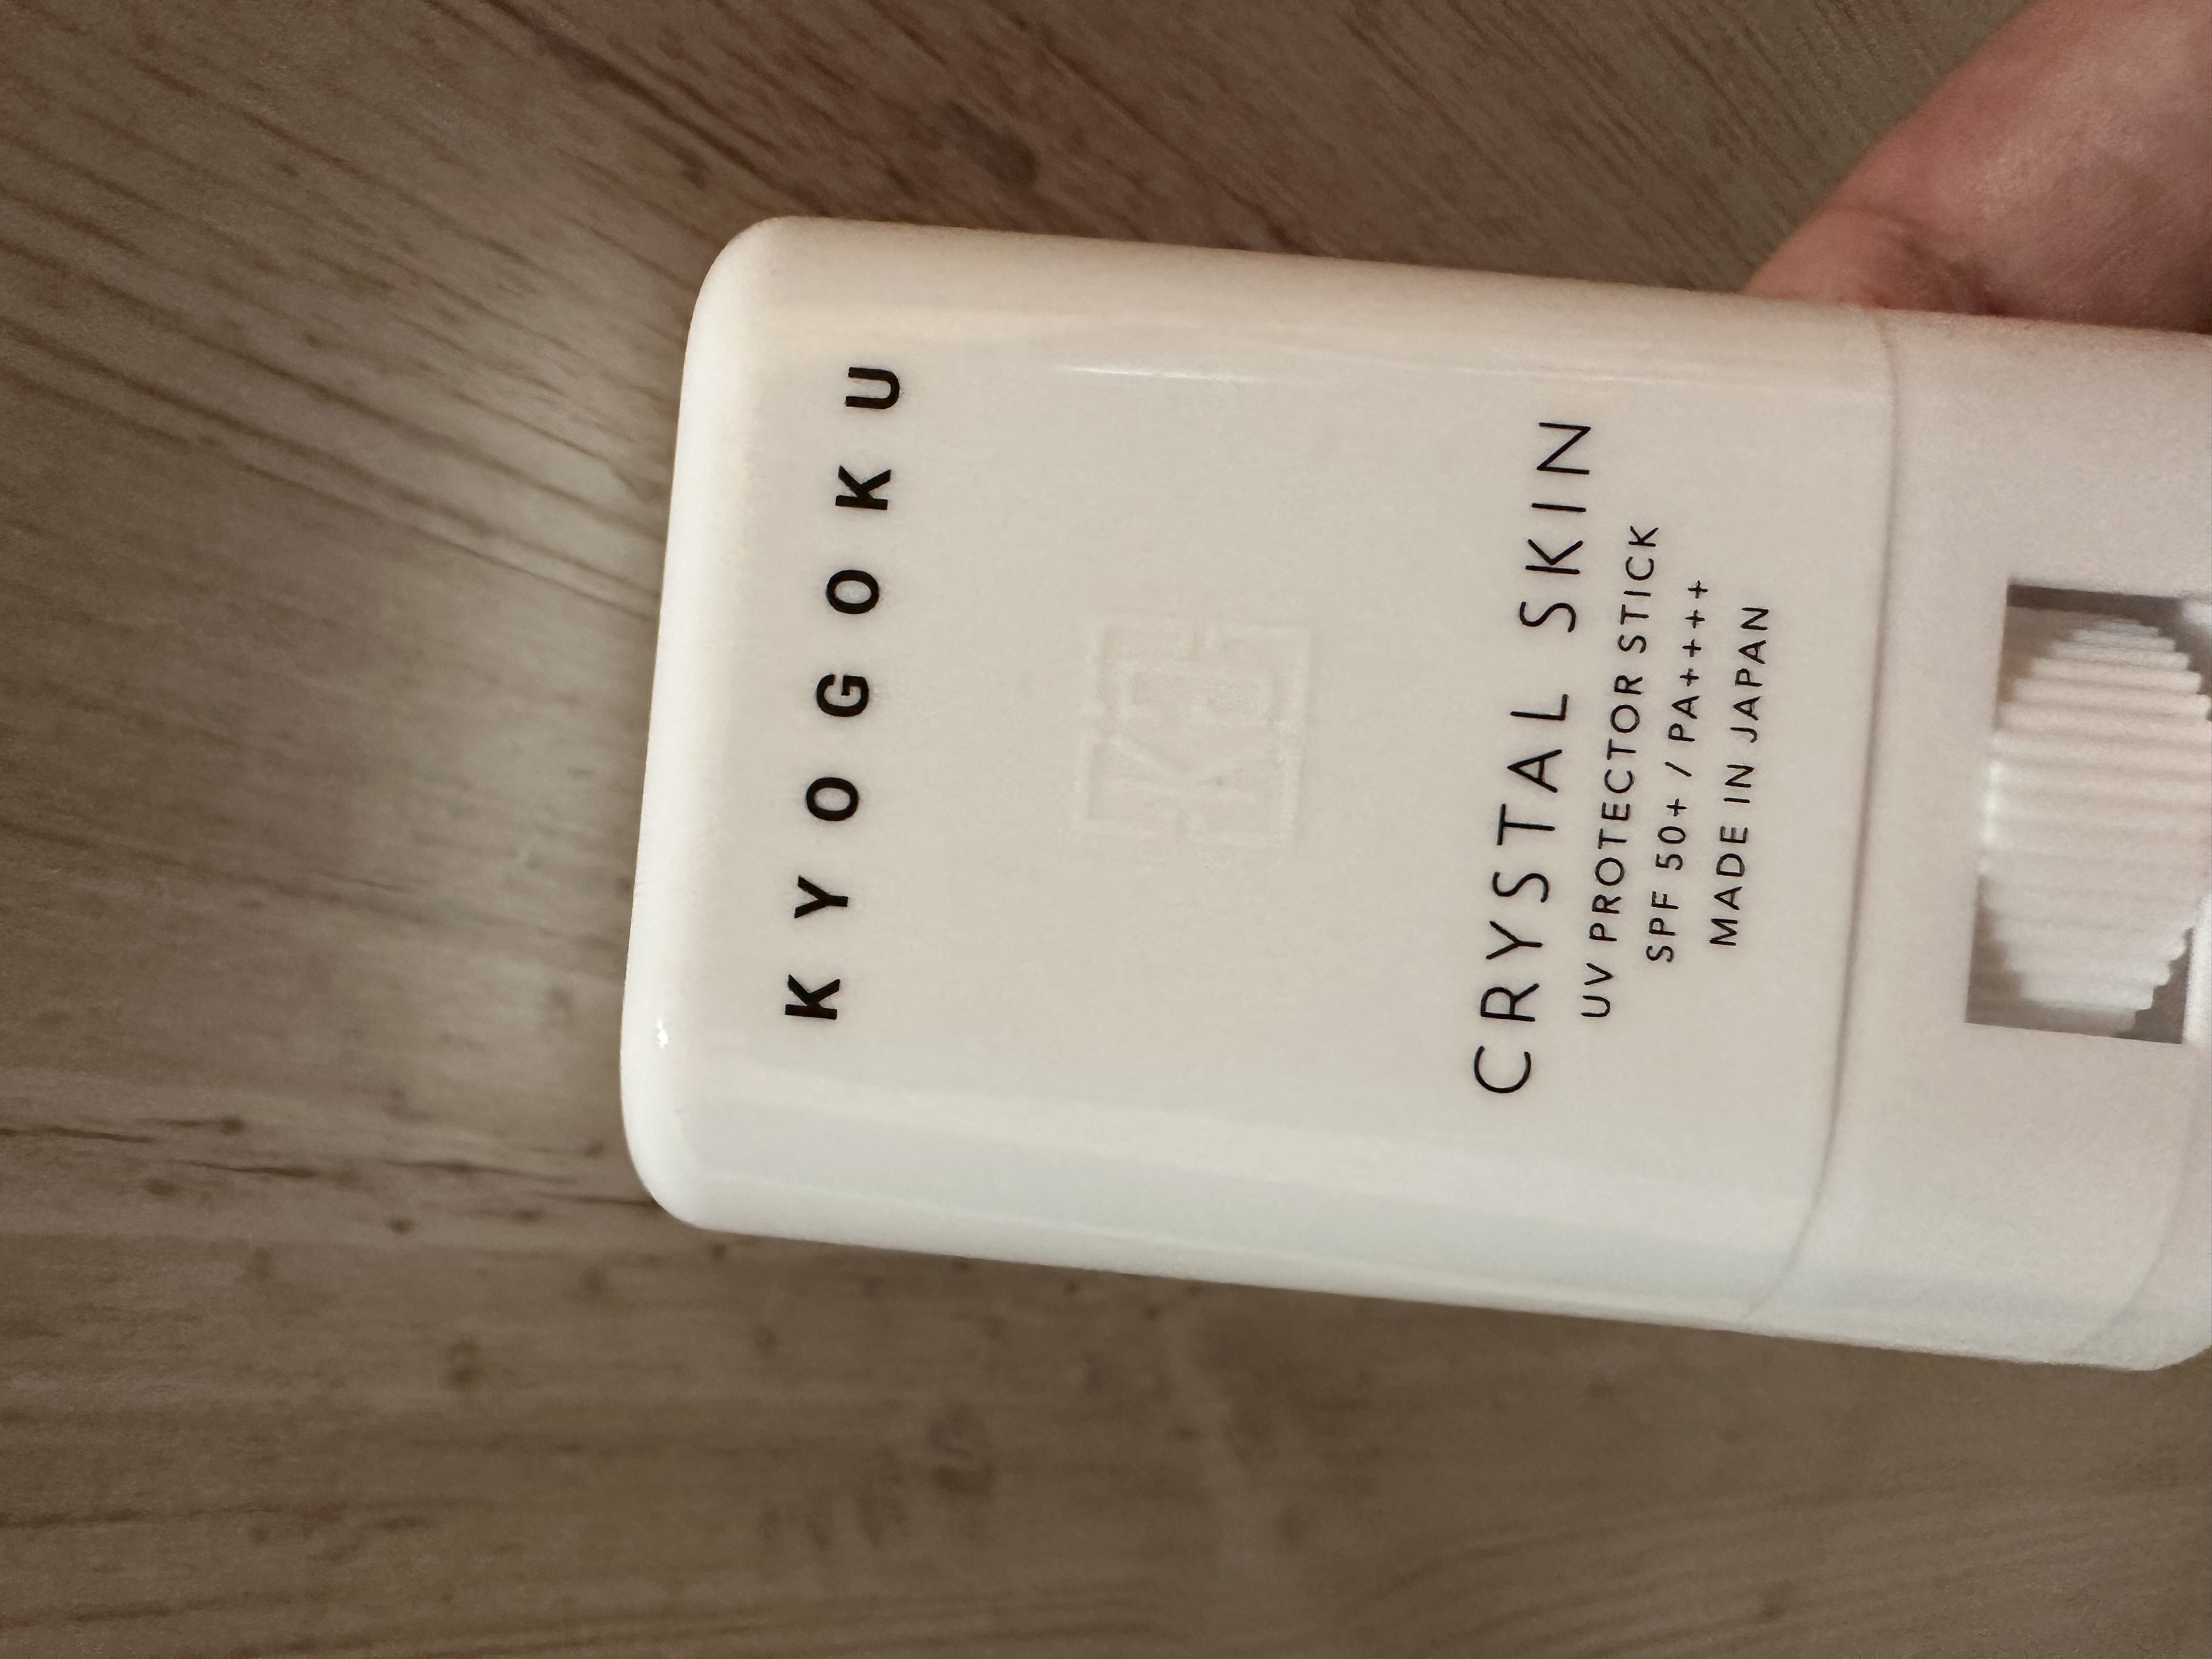 KYOGOKU
CRYSTAL SKIN
UV PROTECTOR STICK
SPF 50+ / PA++++
MADE IN JAPAN